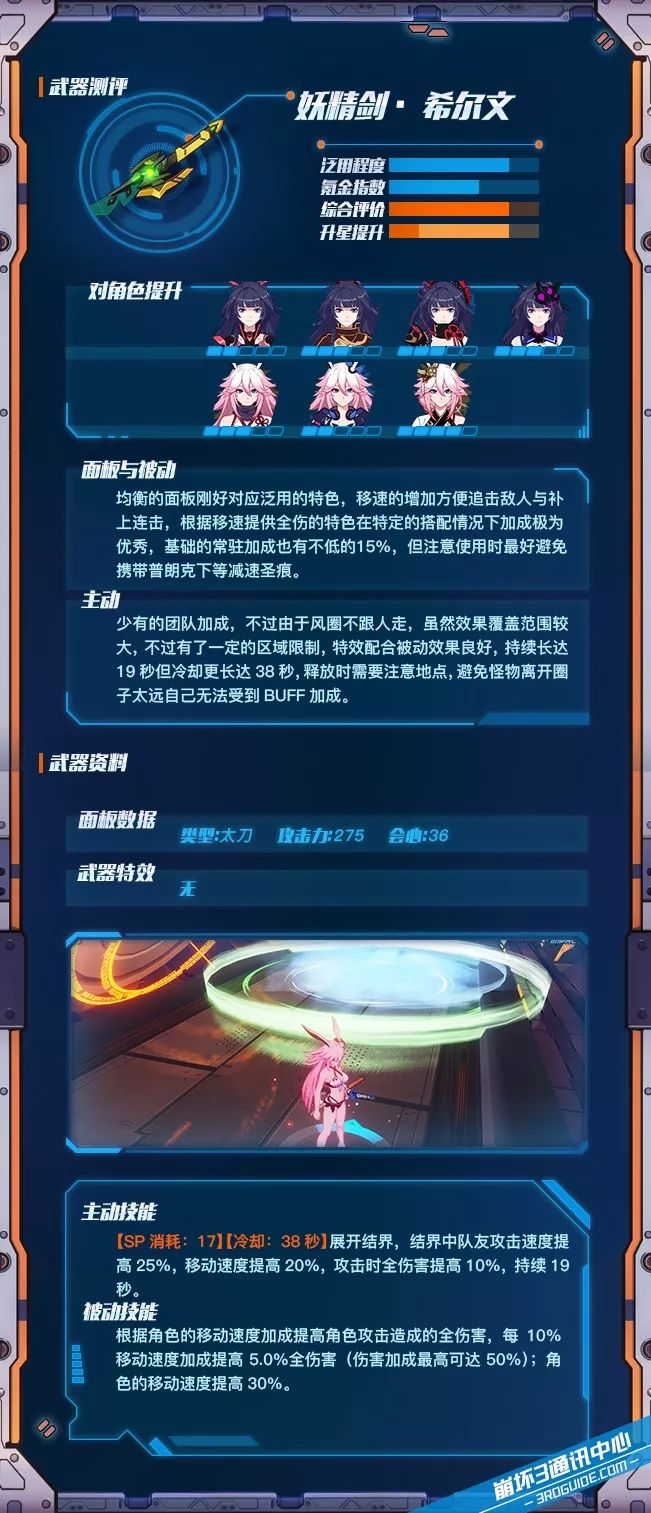 武器测评
妖精剑·希尔文
泛用程度
氪金指数
综合评价
升星提升
对角色提升
面板与被动
均衡的面板刚好对应泛用的特色，移速的增加方便追击敌人与补
上连击，根据移速提供全伤的特色在特定的搭配情况下加成极为
优秀，基础的常驻加成也有不低的15%，但注意使用时最好避免
携带普朗克下等减速圣痕。
主动
少有的团队加成，不过由于风圈不跟人走，虽然效果覆盖范围较
大，不过有了一定的区域限制，特效配合被动效果良好，持续长达
19 秒但冷却更长达 38 秒，释放时需要注意地点，避免怪物离开圈
子太远自己无法受到 BUFF 加成。
武器资料
面板数据
类型:太刀 攻击力:275 会心:36
武器特效
无
主动技能
【SP 消耗：17】【冷却：38 秒】展开结界，结界中队友攻击速度提
高 25%，移动速度提高 20%，攻击时全伤害提高 10%，持续 19
秒。
被动技能
根据角色的移动速度加成提高角色攻击造成的全伤害，每 10%
移动速度加成提高 5.0%全伤害（伤害加成最高可达 50%）；角
色的移动速度提高 30%。
崩坏3通讯中心
3RDGUIDE.COM